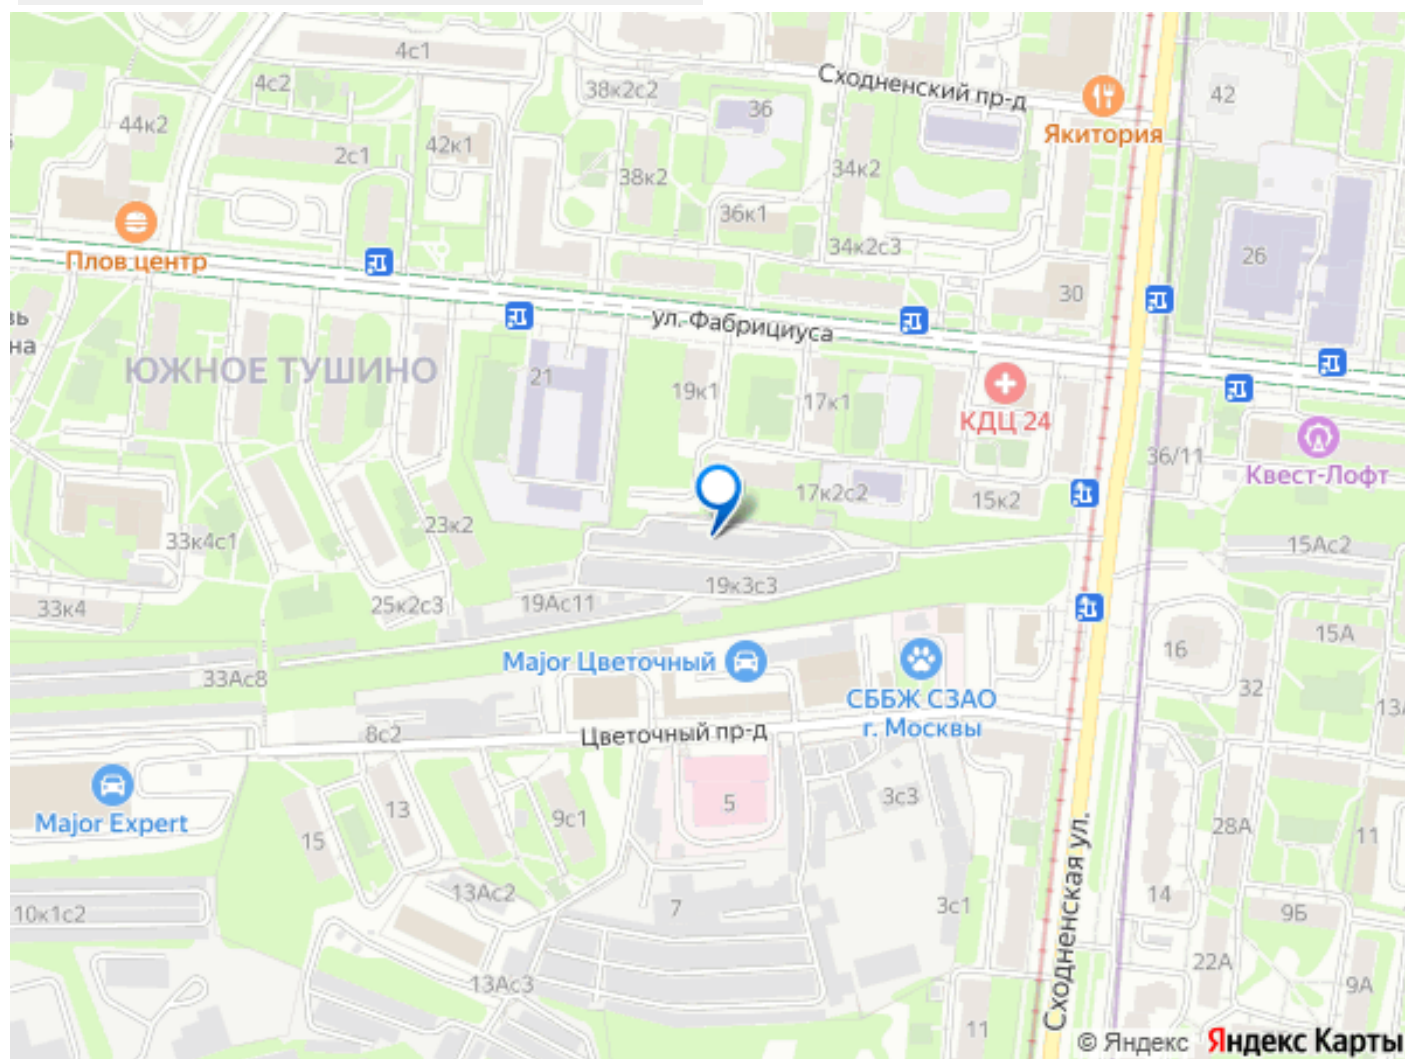 4с1
Сходненский пр-д
4с2
38к2с2
36
42
44к2
Якитория
2с1
42к1
38к2
34к2
36к1
34к2с3
26
Плов центр
30
вь
на
ул. Фабрициуса
ЮЖНОЕ ТУШИНО
21
19к1
17к1
КДЦ 24
36/11
Квест-Лофт
17к2с2
15к2
23к2
33к4с1
15Ас2
19к3с3
33к4
25к2с3
19Ас11
15А
16
Major Цветочный
33Ас8
СББЖ СЗАО
г. Москвы
32
13А
8с2
Цветочный пр-д
Major Expert
13
5
3с3
9с1
15
28А
11
Сходненская ул.
13Ас2
10к1с2
7
3с1
14
9Б
22А
13Ас3
9А
11
© Яндекс Яндекс Карты